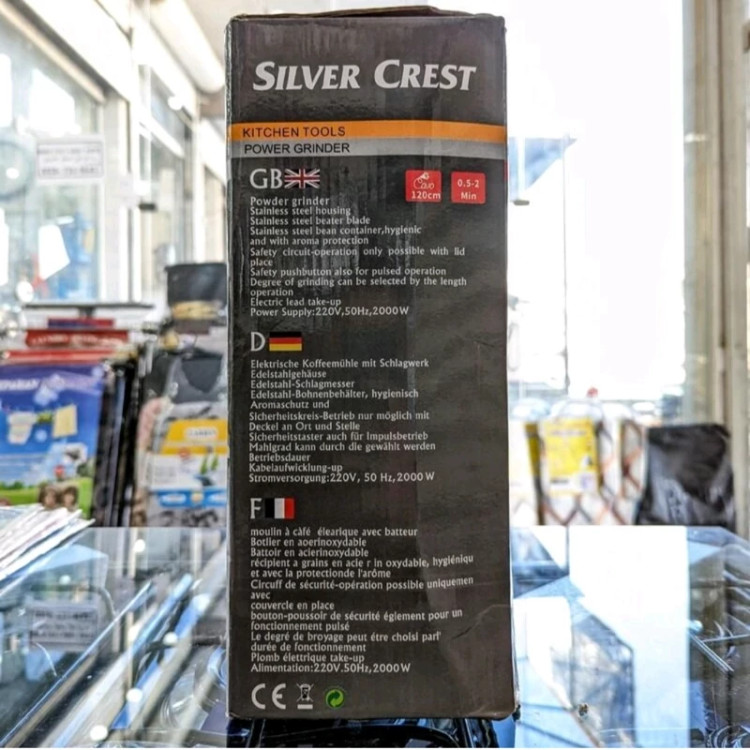 SILVER CREST
KITCHEN TOOLS
POWER GRINDER
GB
120cm
0.5-2
Min
Powder grinder
Stainless steel housing
Stainless steel beater blade
Stainless steel bean container,hygienic
and with aroma protection
Safety circuit-operation only possible with lid
place
Safety pushbutton also for pulsed operation
Degree of grinding can be selected by the length
operation
Electric lead take-up
Power Supply:220V,50Hz,2000W
D
Elektrische Koffeemühle mit Schlagwerk
Edelstahlgehäuse
Edelstahl-Schlagmesser
Edelstahl-Bohnenbehälter, hygienisch
Aromaschutz und
Sicherheitskreis-Betrieb nur möglich mit
Deckel an Ort und Stelle
Sicherheitstaster auch für Impulsbetrieb
Mahlgrad kann durch die gewählt werden
Betriebsdauer
Kabelaufwicklung-up
Stromversorgung:220V, 50 Hz,2000W
F
moulin à càfé élearique avec batteur
Botlier en aoerinoxydable
Battoir en acierinoxydable
récipient a grains en acie r in oxydable, hygiéniqu
et avec la protectionde l'arôme
Circuff de sécurité-opération possible uniquemen
avec
couvercle en place
bouton-poussoir de sécurité églement pour un
fonctionnement pulsé
Le degré de broyage peut étre choisi parf
durée de fonctionnement
Plomb élettrique take-up
Alimentation:220V.50Hz,2000W
CE